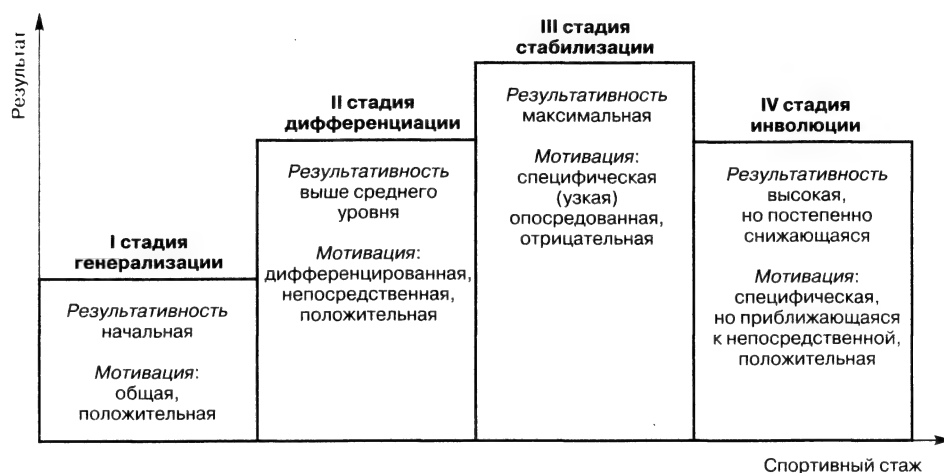 Результат
I стадия
генерализации
Результативность
начальная
Мотивация:
общая,
положительная
II стадия
дифференциации
Результативность
выше среднего
уровня
Мотивация:
дифференцированная,
непосредственная,
положительная
III стадия
стабилизации
Результативность
максимальная
Мотивация:
специфическая
(узкая)
опосредованная,
отрицательная
IV стадия
инволюции
Результативность
высокая,
но постепенно
снижающаяся
Мотивация:
специфическая,
но приближающаяся
к непосредственной,
положительная
Спортивный стаж